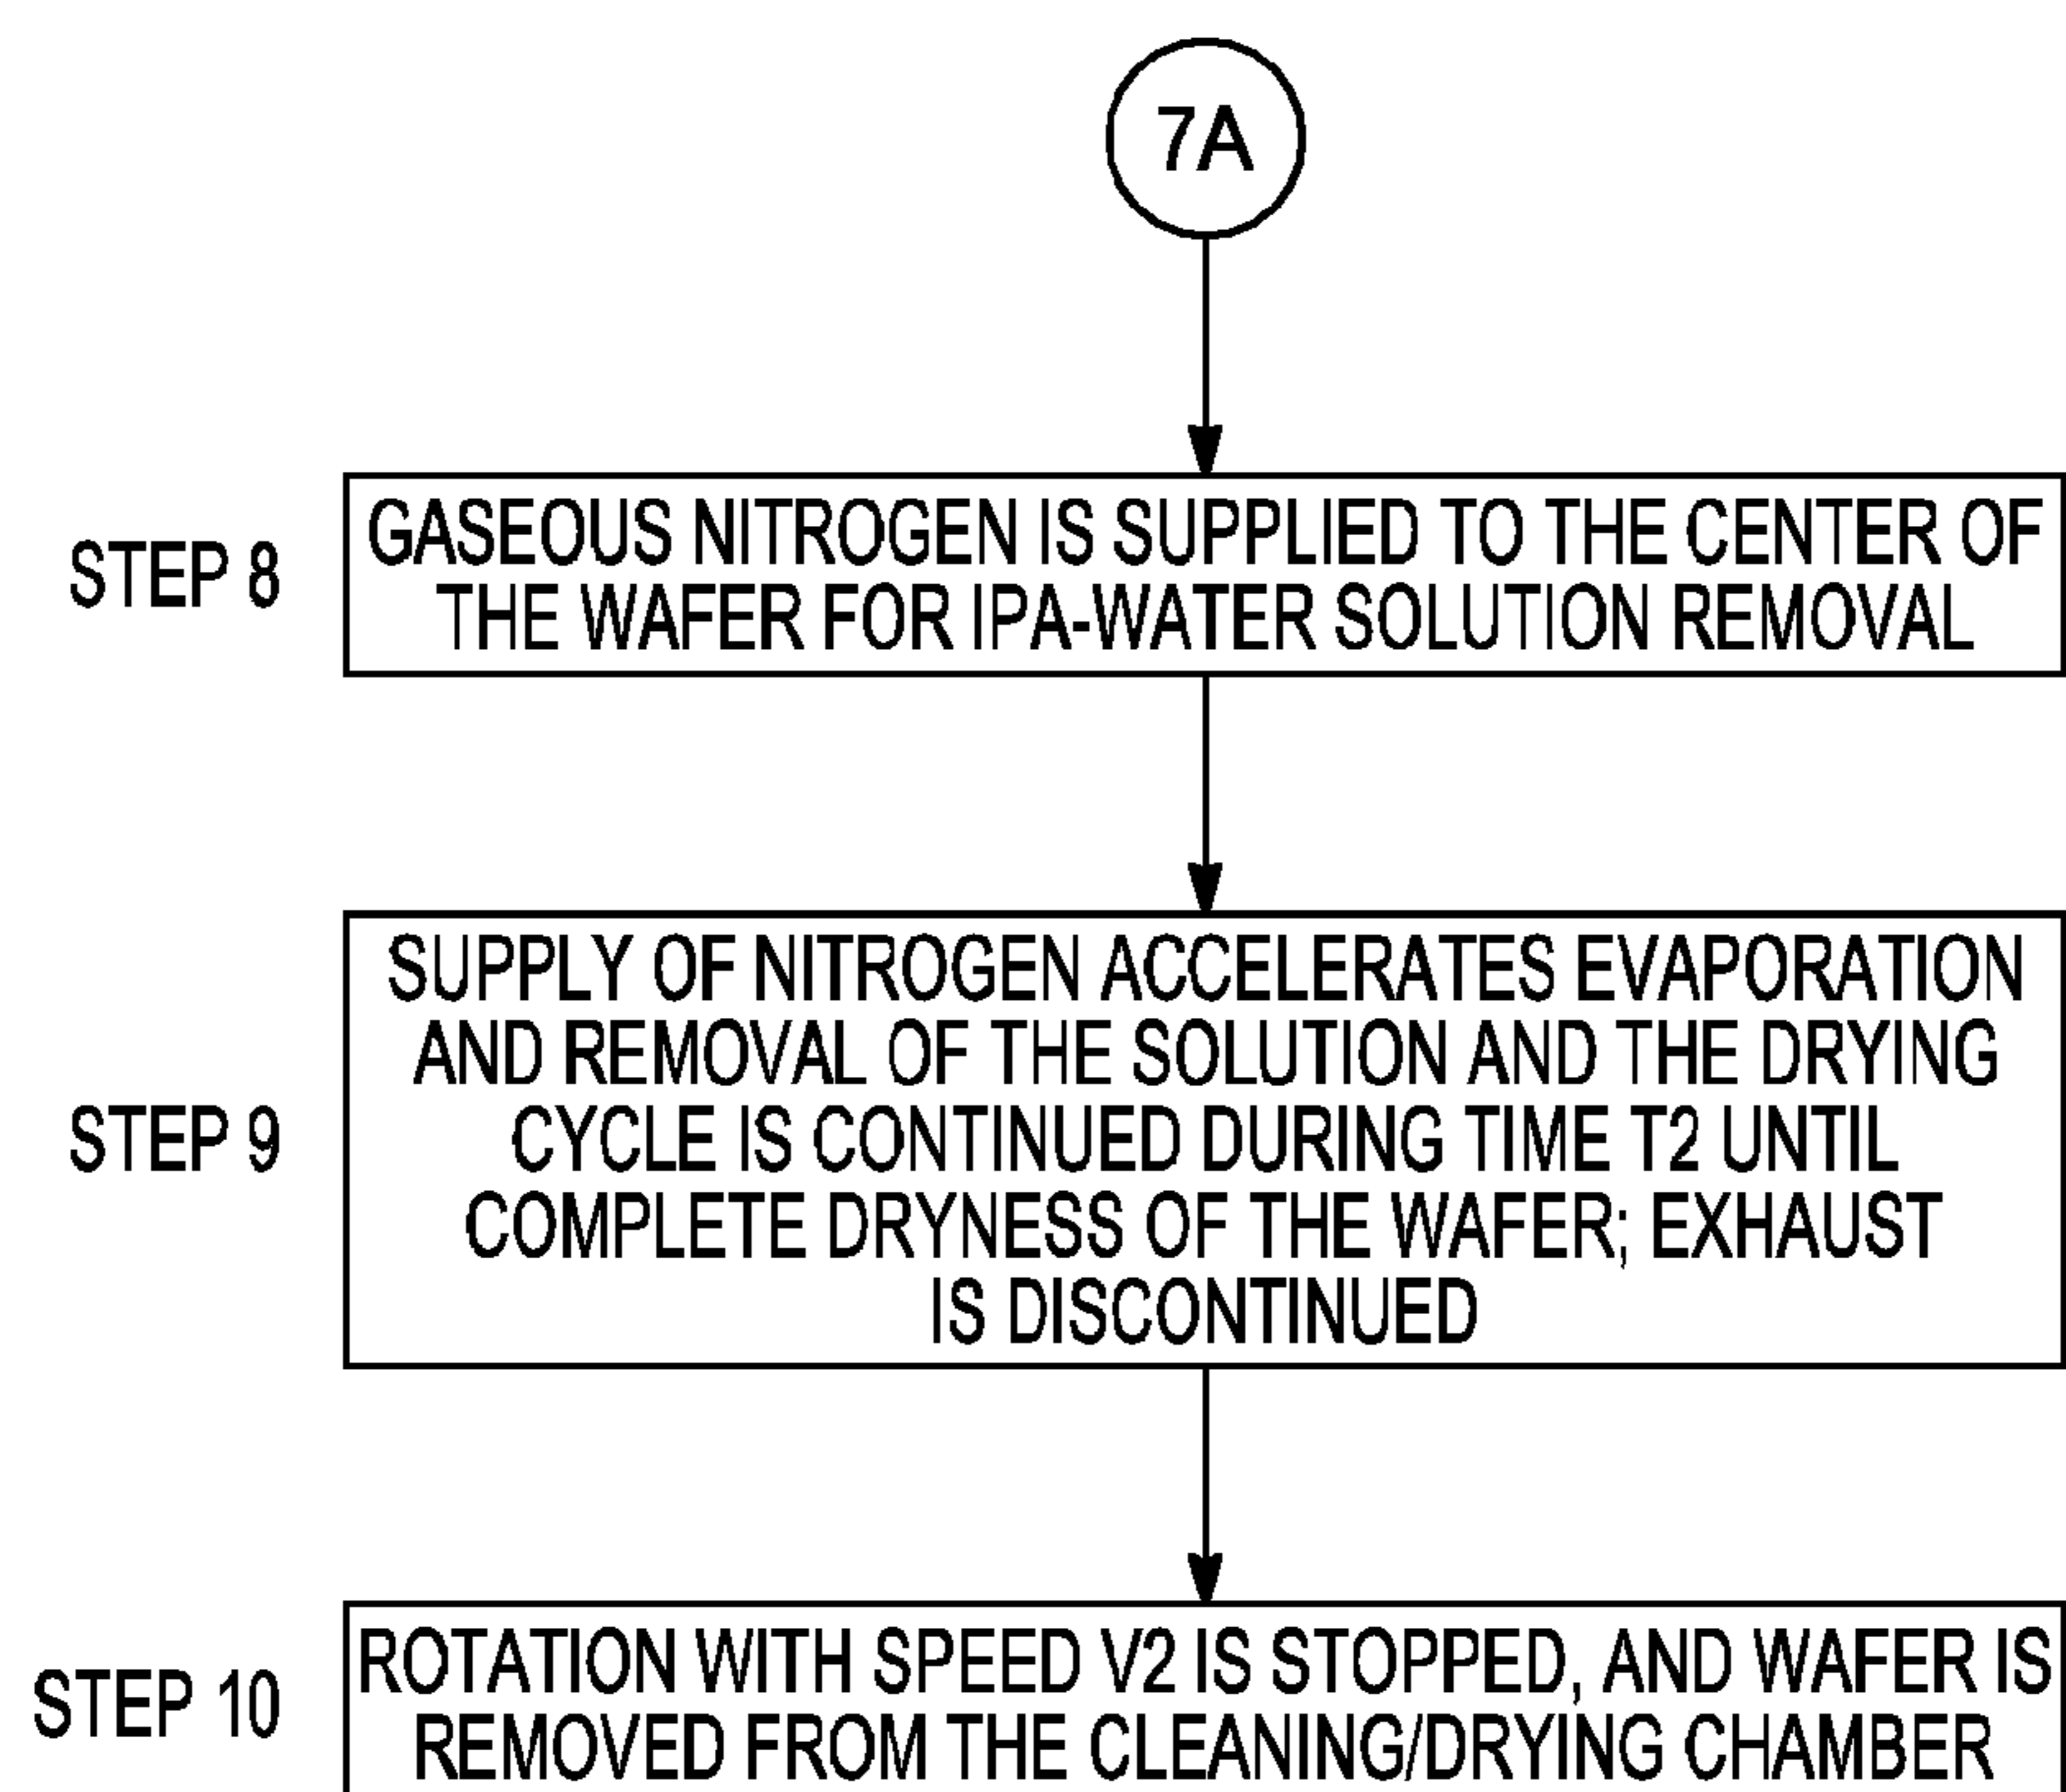 7A
STEP 8
GASEOUS NITROGEN IS SUPPLIED TO THE CENTER OF
THE WAFER FOR IPA-WATER SOLUTION REMOVAL
STEP 9
SUPPLY OF NITROGEN ACCELERATES EVAPORATION
AND REMOVAL OF THE SOLUTION AND THE DRYING
CYCLE IS CONTINUED DURING TIME T2 UNTIL
COMPLETE DRYNESS OF THE WAFER; EXHAUST
IS DISCONTINUED
STEP 10
ROTATION WITH SPEED V2 IS STOPPED, AND WAFER IS
REMOVED FROM THE CLEANING/DRYING CHAMBER